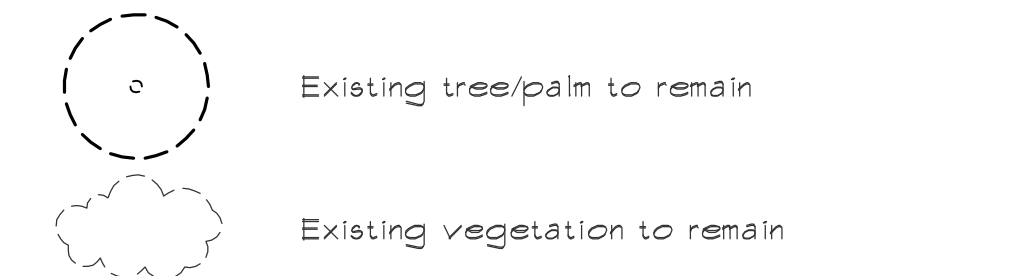 Existing tree/palm to remain
Existing vegetation to remain